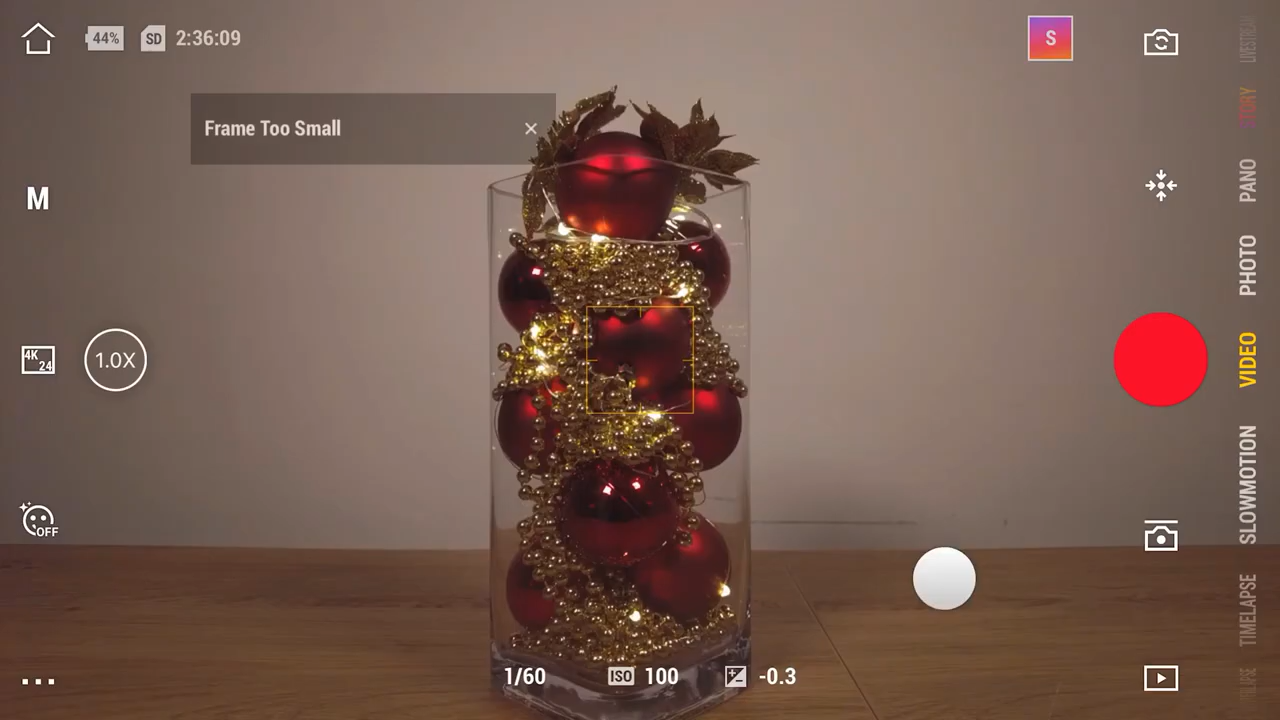 44%
SD
2:36:09
S
Frame Too Small
M
4K
24
1.0X
OFF
1/60
ISO 100
-0.3
LIVESTREAM
STORY
PANO
PHOTO
VIDEO
SLOWMOTION
TIMELAPSE